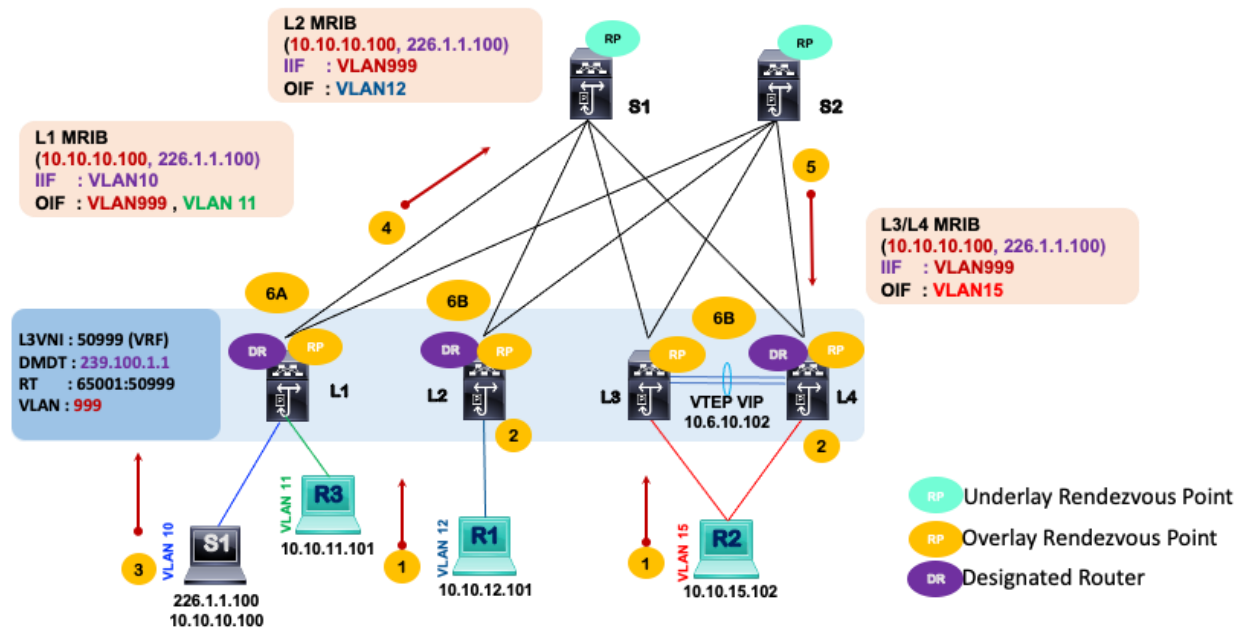 L2 MRIB
(10.10.10.100, 226.1.1.100)
IIF : VLAN999
OIF : VLAN12
RP
S1
RP
S2
L1 MRIB
(10.10.10.100, 226.1.1.100)
IIF : VLAN10
OIF : VLAN999 , VLAN 11
4
5
L3/L4 MRIB
(10.10.10.100, 226.1.1.100)
IIF : VLAN999
OIF : VLAN15
6A
6B
6B
L3VNI : 50999 (VRF)
DMDT : 239.100.1.1
RT : 65001:50999
VLAN : 999
DR
RP
L1
DR
RP
L2
RP
L3
DR
RP
L4
VTEP VIP
10.6.10.102
2
2
3
VLAN 10
S1
226.1.1.100
10.10.10.100
VLAN 11
R3
10.10.11.101
1
VLAN 12
R1
10.10.12.101
1
VLAN 15
R2
10.10.15.102
RP Underlay Rendezvous Point
RP Overlay Rendezvous Point
DR Designated Router